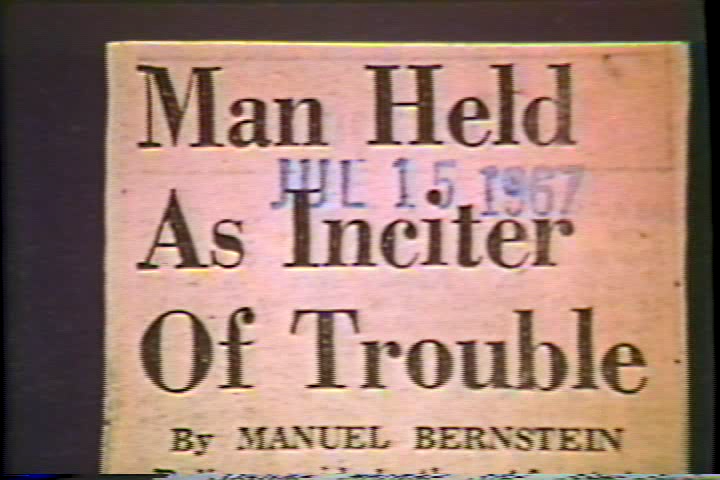 Man Held
JUL 15 1967
As Inciter
Of Trouble
By MANUEL BERNSTEIN